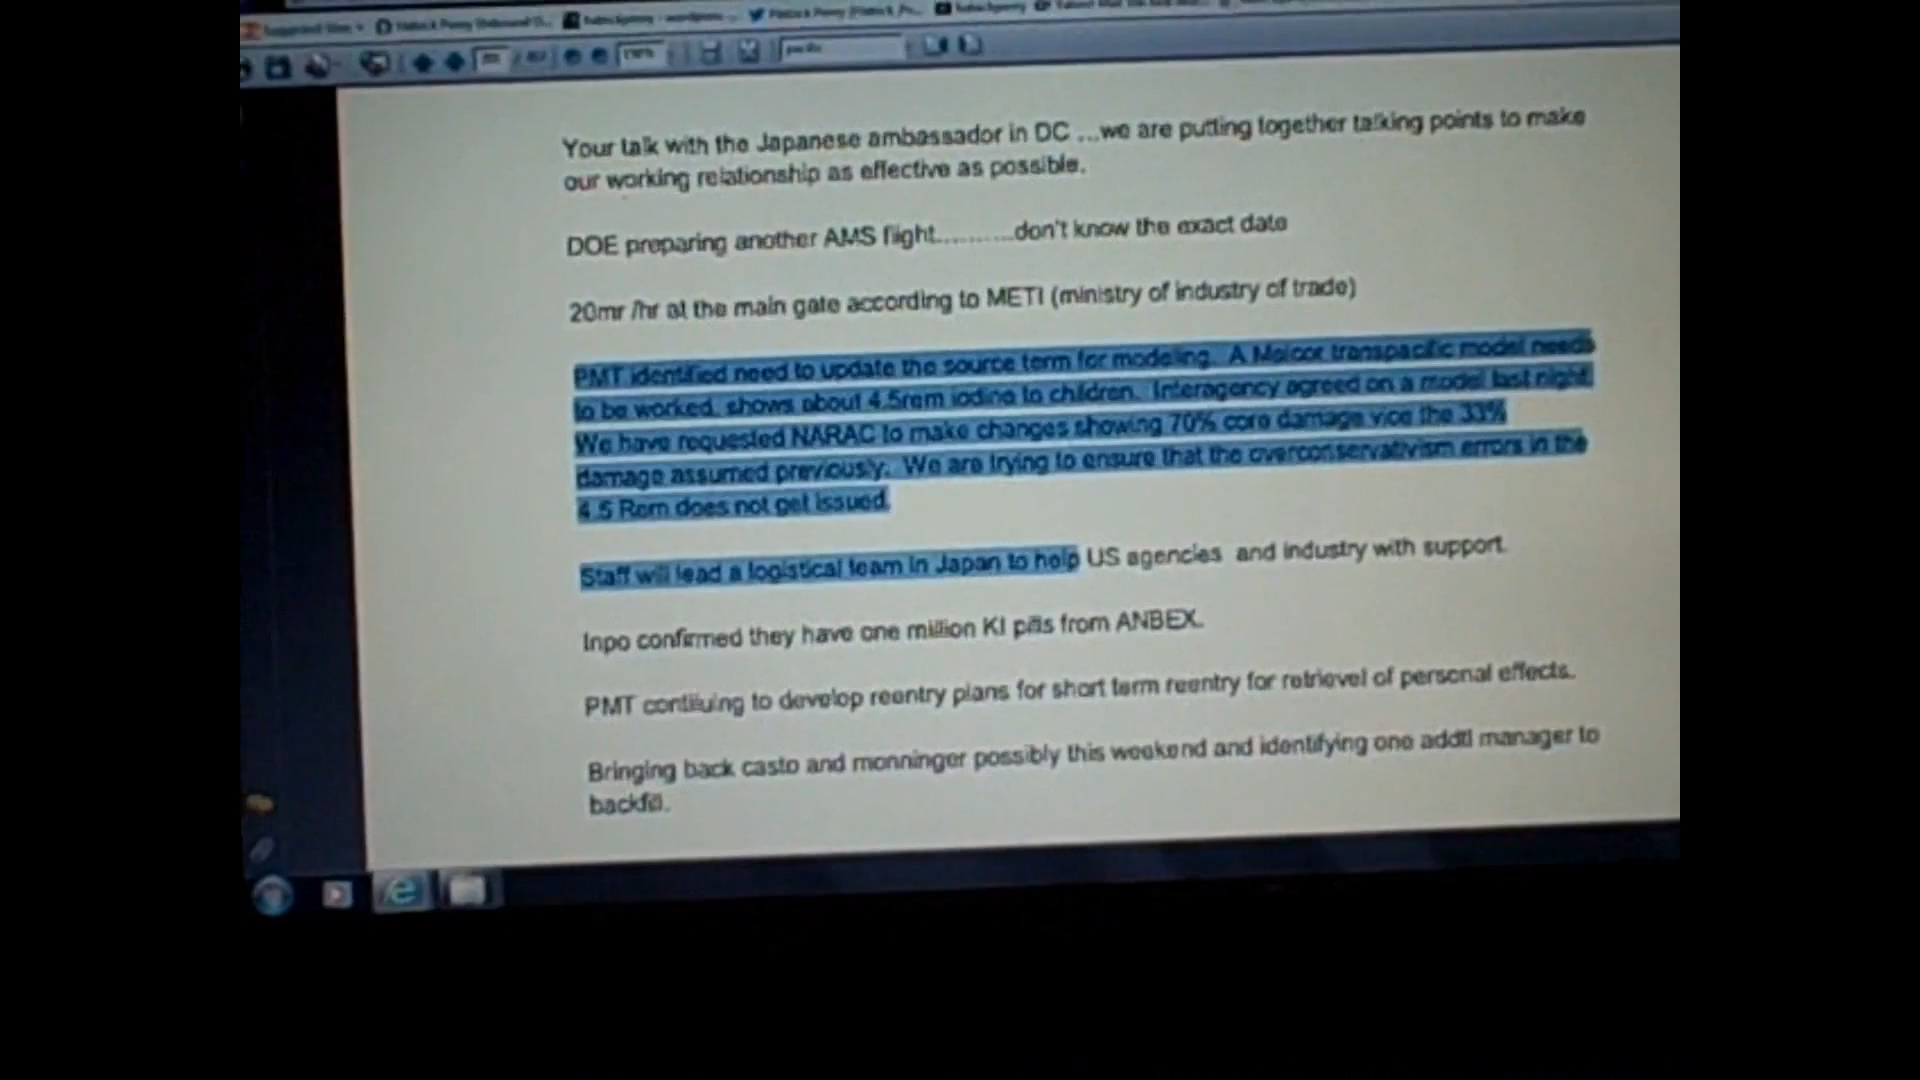 Your talk with the Japanese ambassador in DC ...we are putting together talking points to make
our working relationship as effective as possible.
DOE preparing another AMS flight..........don't know the exact date
20mr /hr at the main gate according to METI (ministry of industry of trade)
PMT identified need to update the source term for modeling. A Melcor transpacific model needs
to be worked, shows about 4.5rem iodine to children. Interagency agreed on a model last night.
We have requested NARAC to make changes showing 70% core damage vice the 33%
damage assumed previously. We are trying to ensure that the overconservativism errors in the
4.5 Rem does not get issued.
Staff will lead a logistical team in Japan to help US agencies and industry with support.
Inpo confirmed they have one million KI pills from ANBEX.
PMT contiiuing to develop reentry plans for short term reentry for retrievel of personal effects.
Bringing back casto and monninger possibly this weekend and identifying one addtl manager to
backfill.